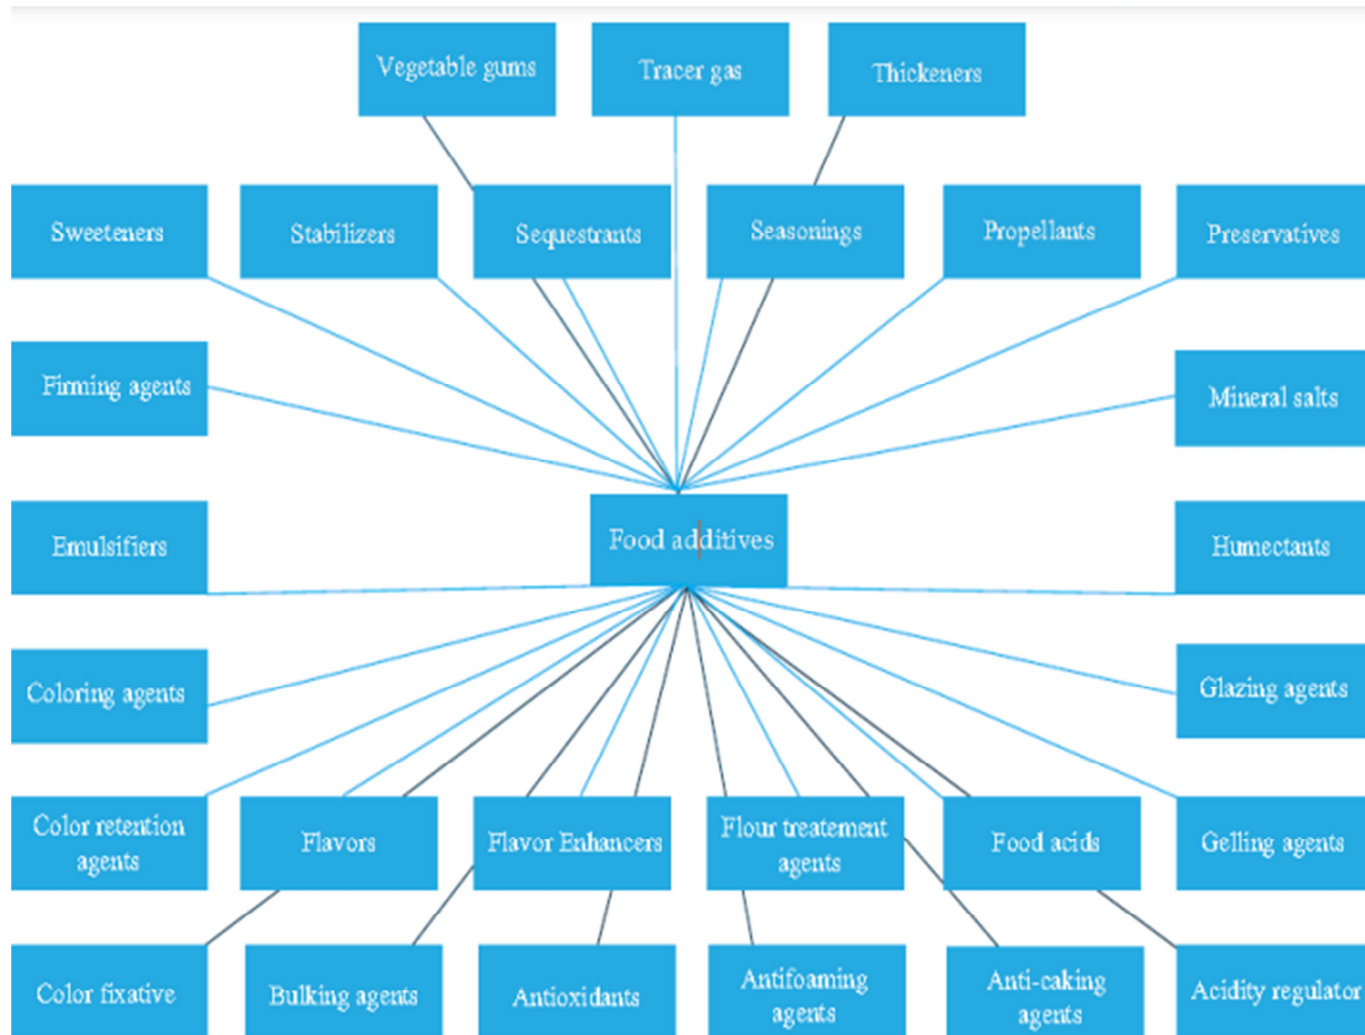 Vegetable gums
Tracer gas
Thickeners
Sweeteners
Stabilizers
Sequestrants
Seasonings
Propellants
Preservatives
Firming agents
Mineral salts
Food additives
Emulsifiers
Humectants
Coloring agents
Glazing agents
Color retention
agents
Flavors
Flavor Enhancers
Flour treatement
agents
Food acids
Gelling agents
Color fixative
Bulking agents
Antioxidants
Antifoaming
agents
Anti-caking
agents
Acidity regulator